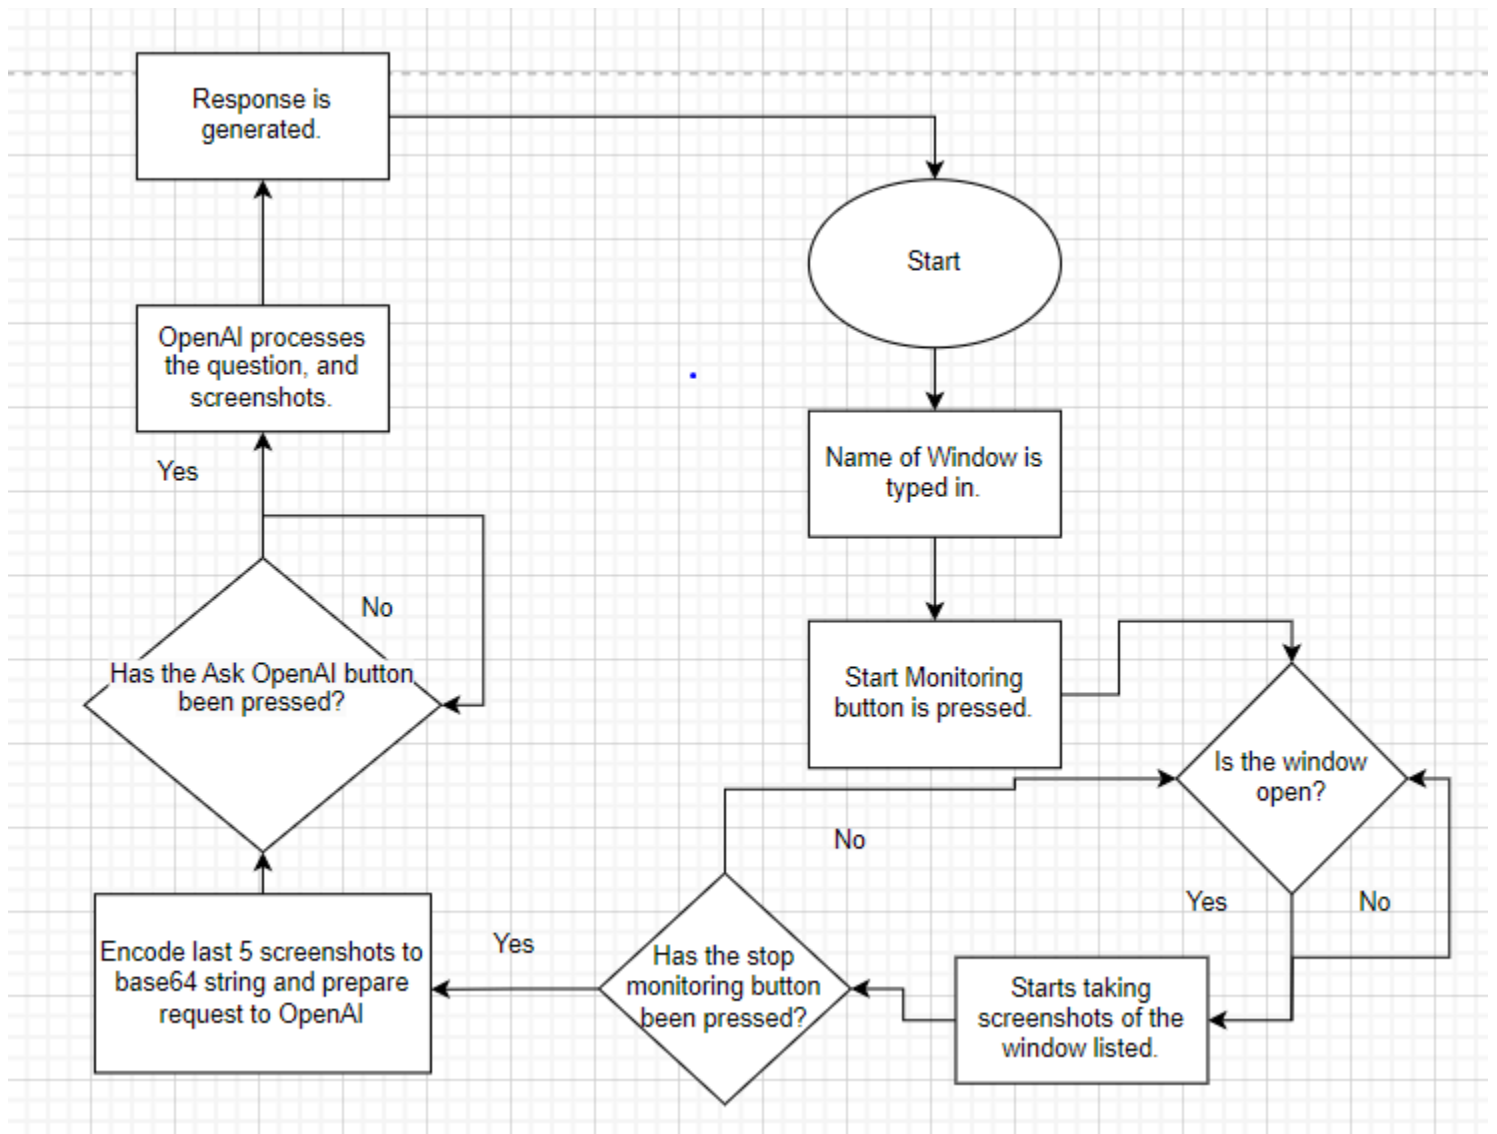 Response is
generated.
Start
OpenAI processes
the question, and
screenshots.
Name of Window is
typed in.
Yes
No
Has the Ask OpenAI button
been pressed?
Start Monitoring
button is pressed.
Is the window
open?
No
Yes
No
Yes
Encode last 5 screenshots to
base64 string and prepare
request to OpenAI
Has the stop
monitoring button
been pressed?
Starts taking
screenshots of the
window listed.